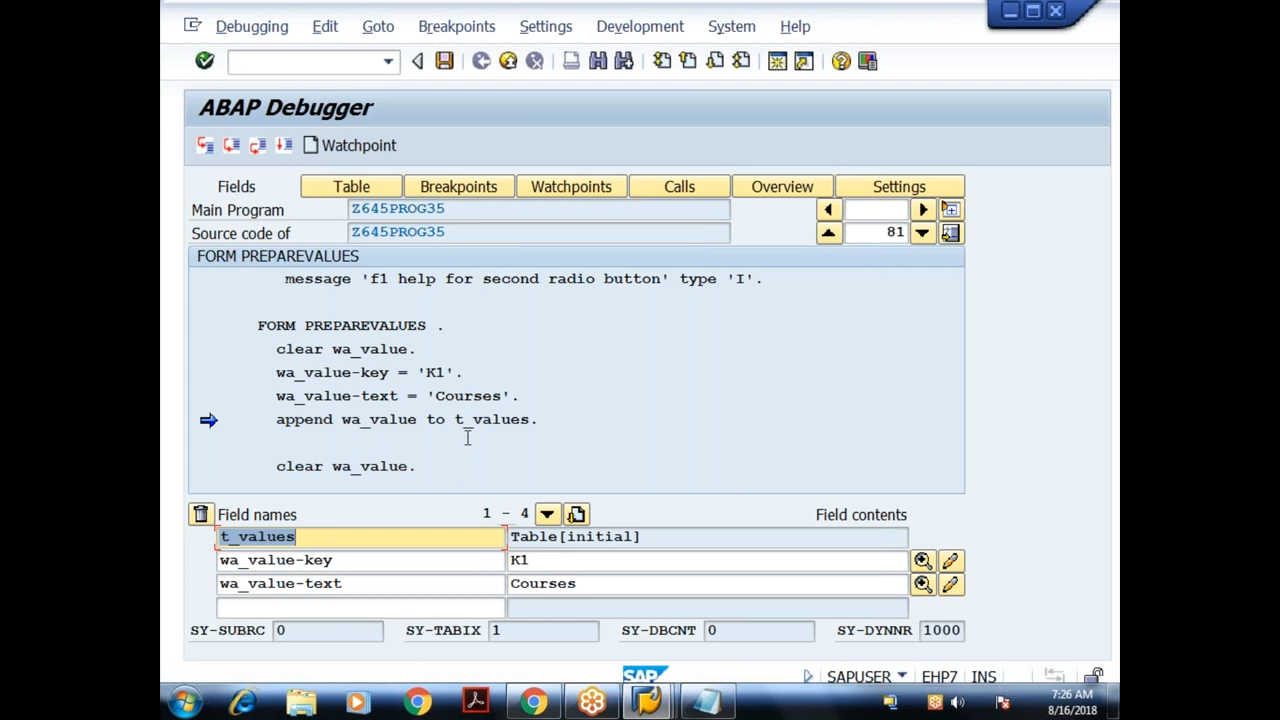 Debugging Edit Goto Breakpoints Settings Development System Help
ABAP Debugger
Watchpoint
Fields Table Breakpoints Watchpoints Calls Overview Settings
Main Program Z645PROG35
Source code of Z645PROG35 81
FORM PREPAREVALUES
message 'f1 help for second radio button' type 'I'.
FORM PREPAREVALUES .
clear wa_value.
wa_value-key = 'K1'.
wa_value-text = 'Courses'.
append wa_value to t_values.
clear wa_value.
Field names 1 - 4 Field contents
t_values Table[initial]
wa_value-key K1
wa_value-text Courses
SY-SUBRC 0 SY-TABIX 1 SY-DBCNT 0 SY-DYNNR 1000
SAP SAPUSER EHP7 INS
7:26 AM
8/16/2018